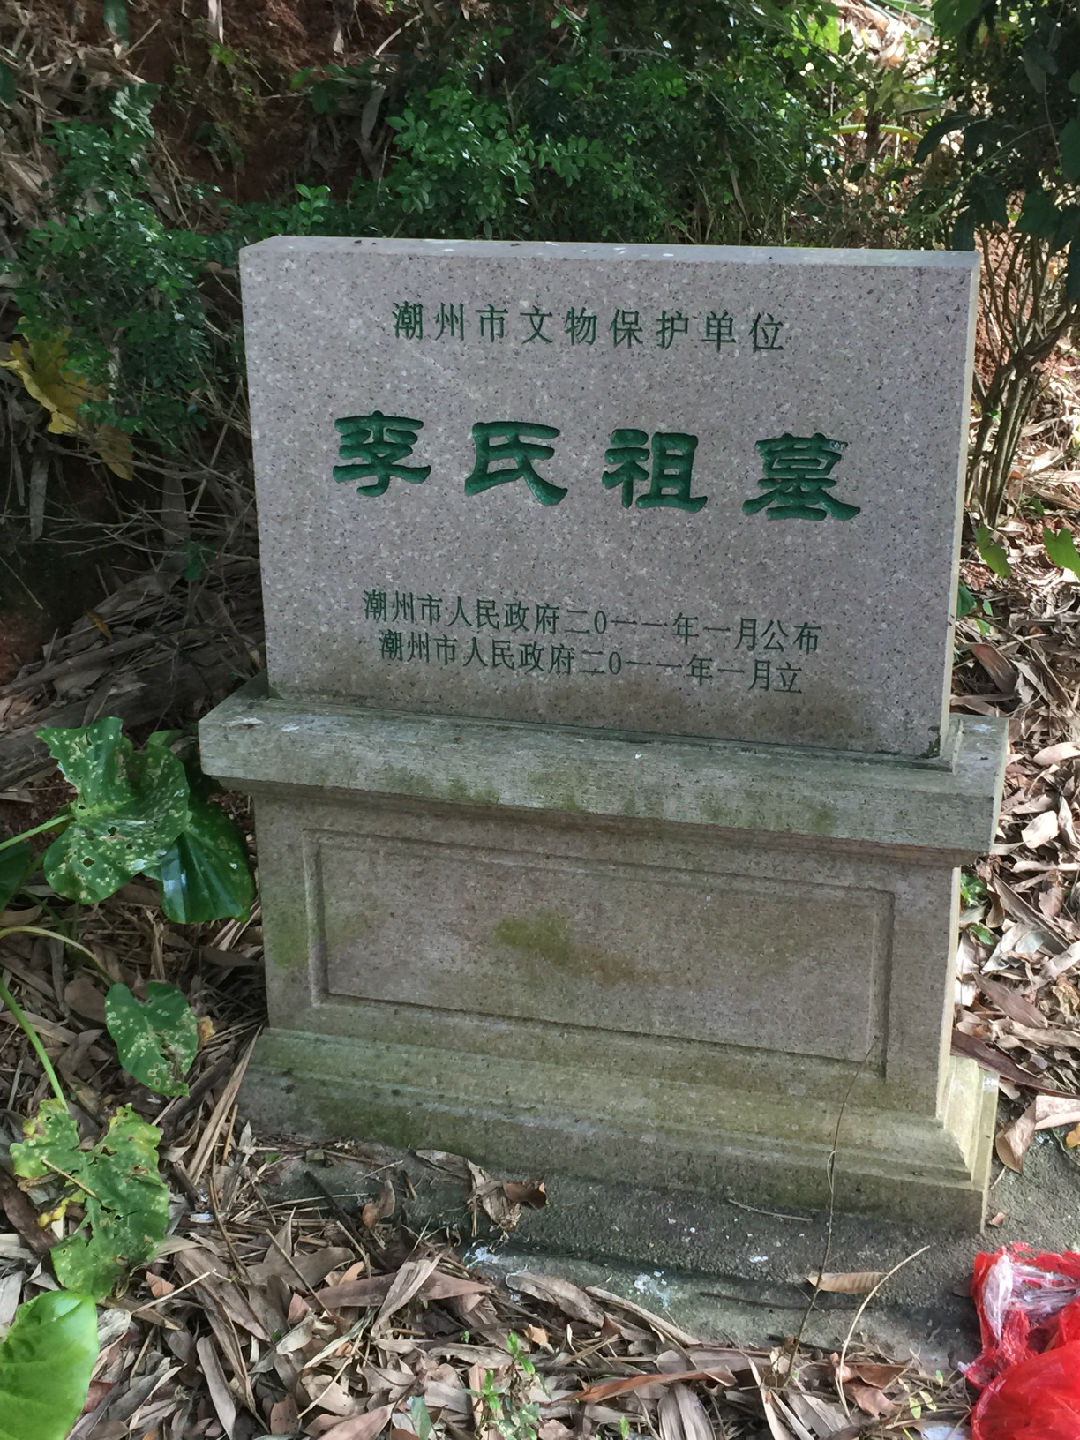 潮州市文物保护单位
李氏祖墓
潮州市人民政府二0一一年一月公布
潮州市人民政府二0一一年一月立